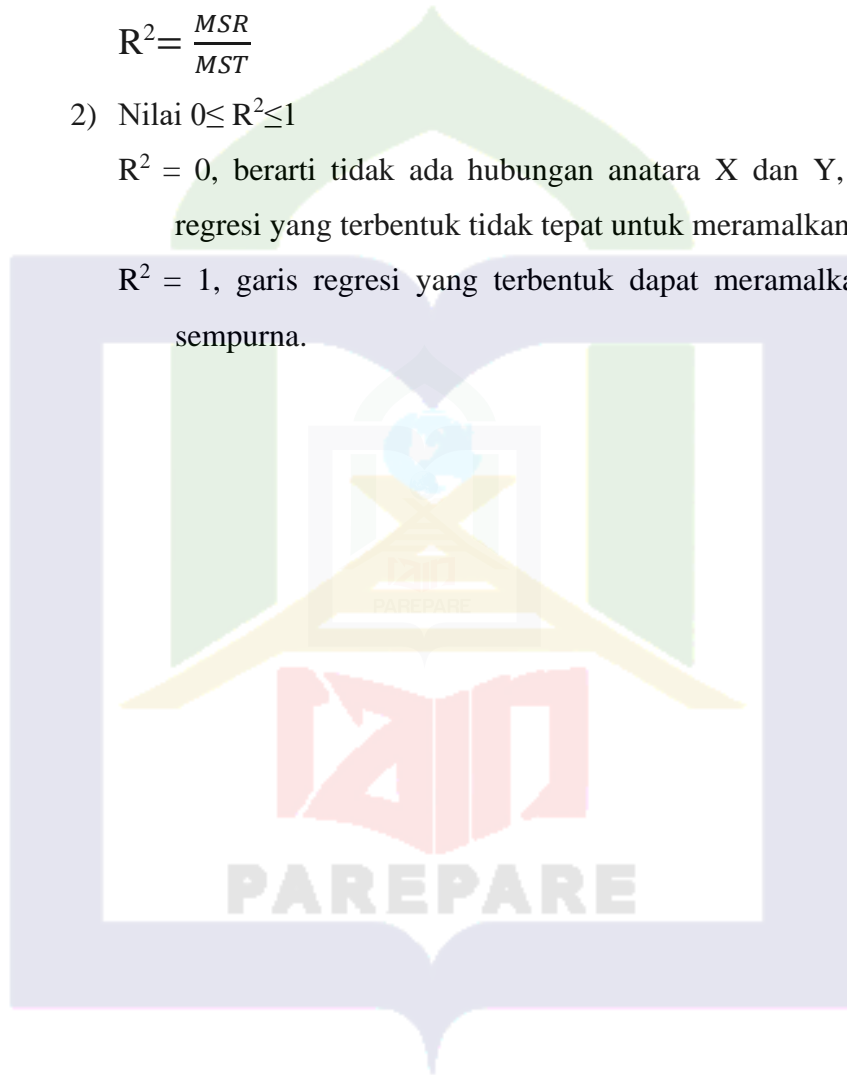 R²= MSR/MST
2) Nilai 0≤ R²≤1
R² = 0, berarti tidak ada hubungan anatara X dan Y,
regresi yang terbentuk tidak tepat untuk meramalkan
R² = 1, garis regresi yang terbentuk dapat
sempurna.
PAREPARE
PAREPARE